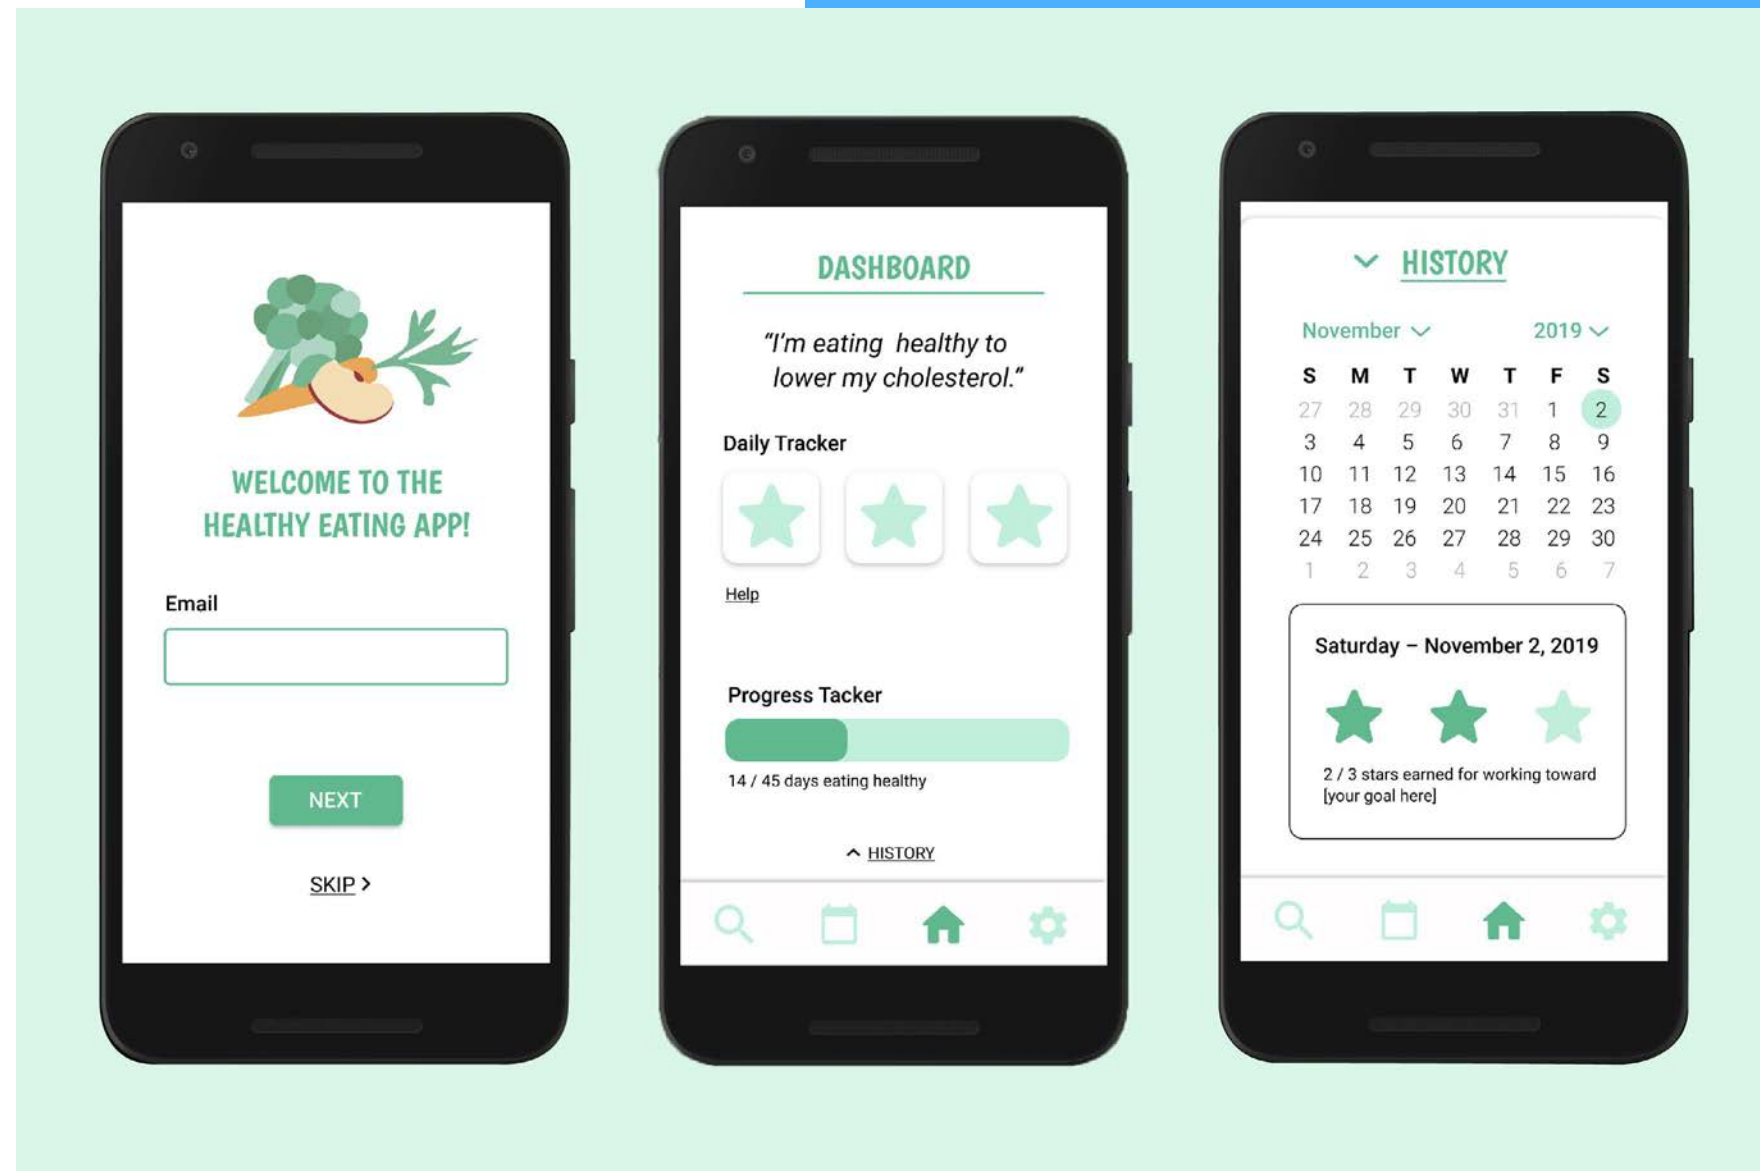 WELCOME TO THE
HEALTHY EATING APP!
Email
NEXT
SKIP >
DASHBOARD
“I'm eating healthy to
lower my cholesterol.”
Daily Tracker
Help
Progress Tacker
14 / 45 days eating healthy
HISTORY
HISTORY
November 2019
S M T W T F S
27 28 29 30 31 1 2
3 4 5 6 7 8 9
10 11 12 13 14 15 16
17 18 19 20 21 22 23
24 25 26 27 28 29 30
1 2 3 4 5 6 7
Saturday – November 2, 2019
2 / 3 stars earned for working toward
[your goal here]